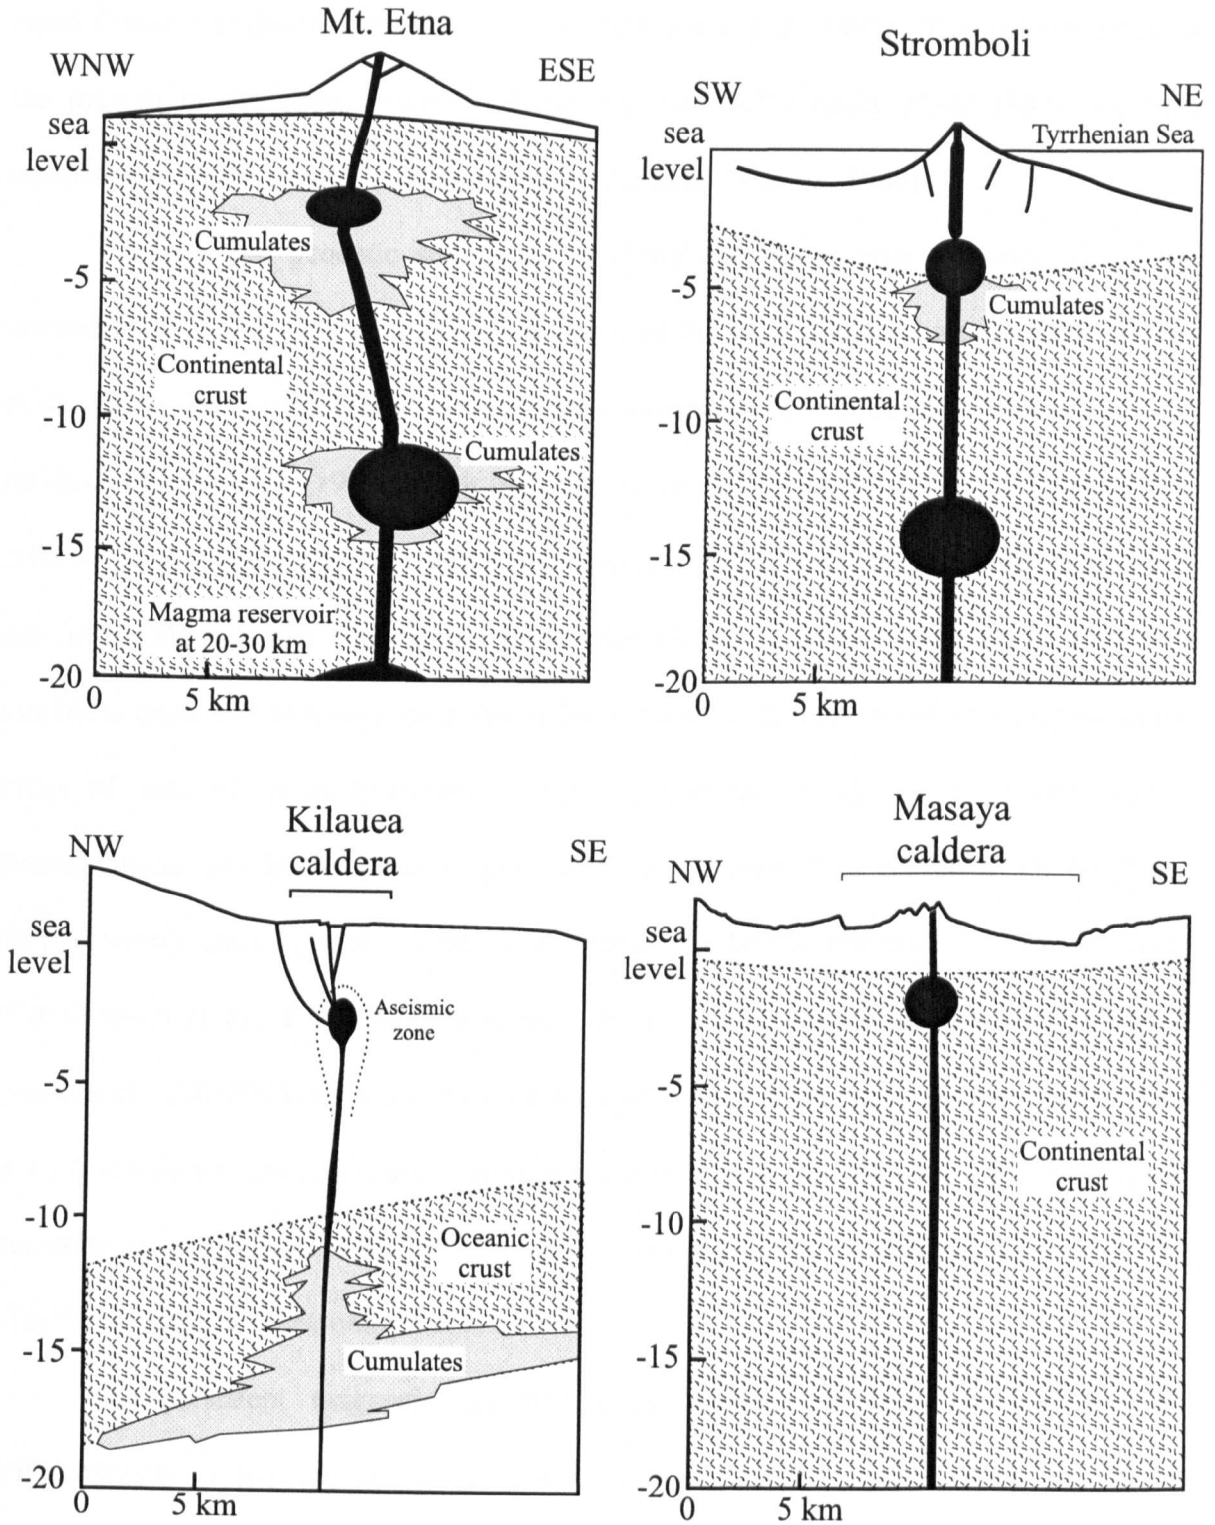 Mt. Etna
WNW
ESE
sea
level
Cumulates
-5
Continental
crust
-10
Cumulates
-15
Magma reservoir
at 20-30 km
-20
0
5 km
Stromboli
SW
NE
sea
level
Tyrrhenian Sea
-5
Cumulates
Continental
crust
-10
-15
-20
0
5 km
Kilauea
caldera
NW
SE
sea
level
Aseismic
zone
-5
-10
Oceanic
crust
-15
Cumulates
-20
0
5 km
Masaya
caldera
NW
SE
sea
level
-5
Continental
crust
-10
-15
-20
0
5 km